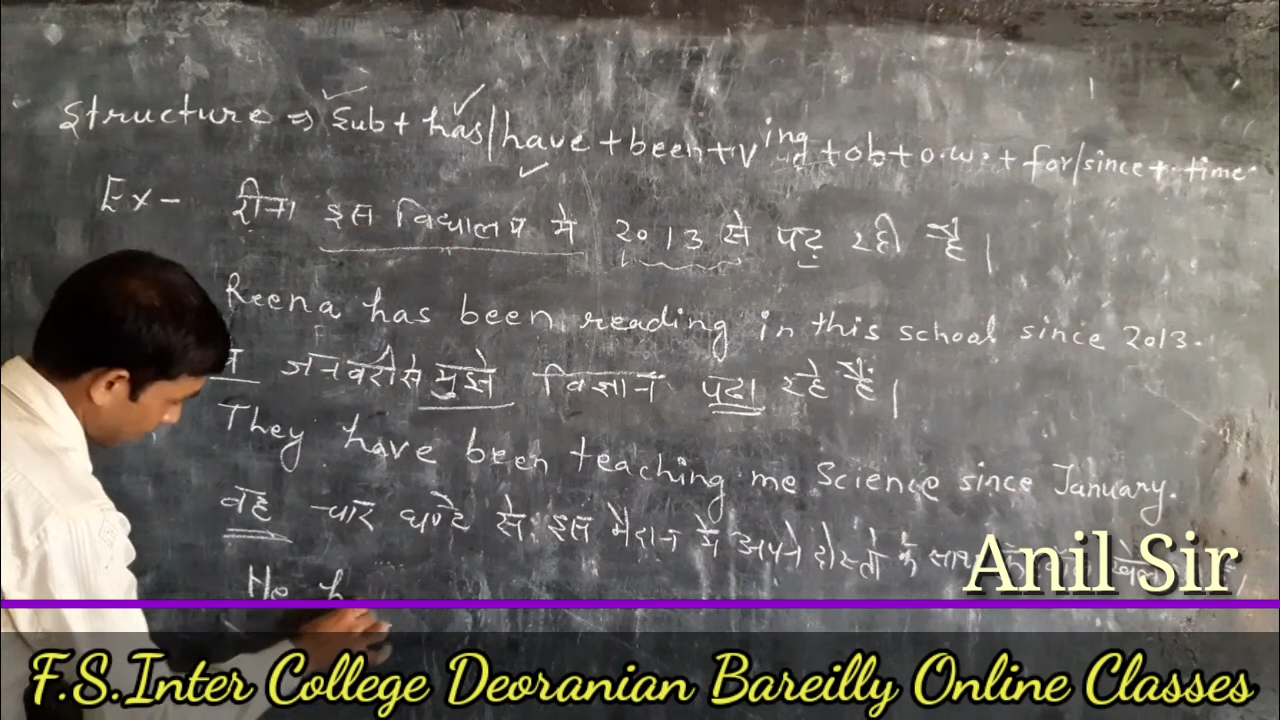 Structure ⇒ Sub + has/have + been + v ing + ob + o.w. + for/since + time.
Ex- रीना इस विद्यालय मे 2013 से पढ़ रही है।
Reena has been reading in this school since 2013.
वे जनवरी से मुझे विज्ञान पढा रहे हैं।
They have been teaching me Science since January.
वह चार घण्टे से इस मैदान मे अपने दोस्तो के साथ
He h
Anil Sir
F.S.Inter College Deoranian Bareilly Online Classes